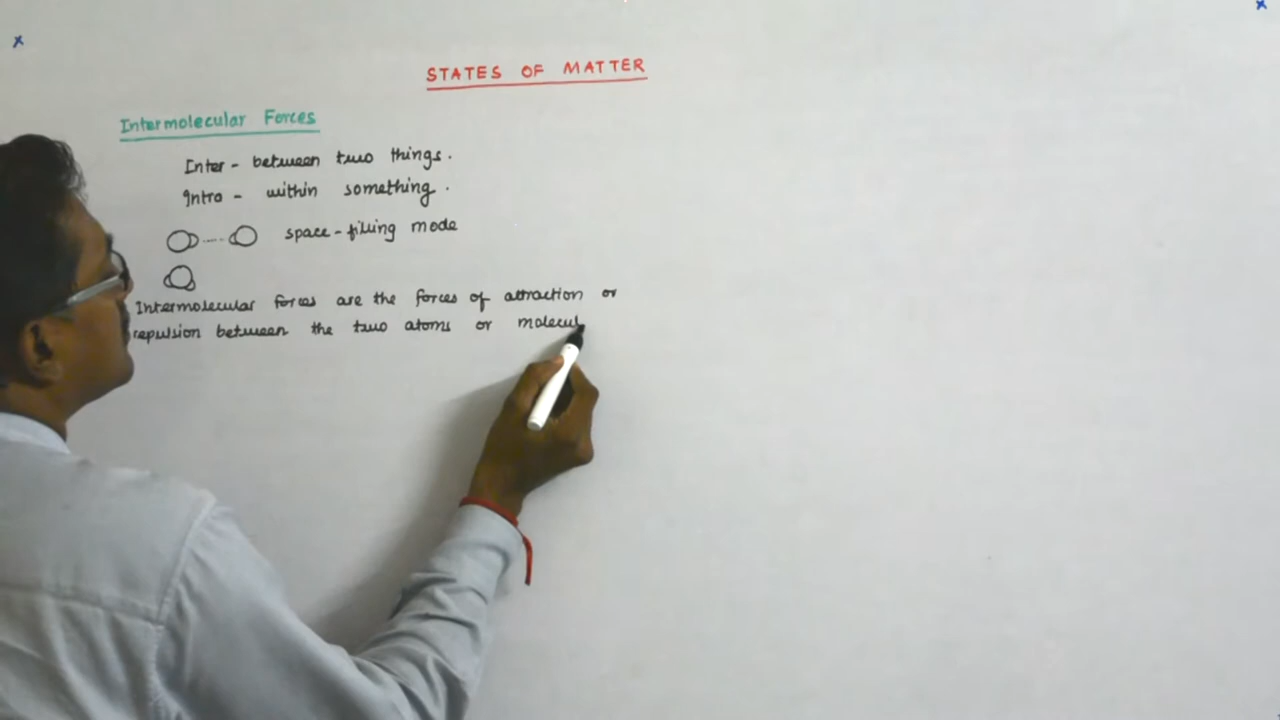 STATES OF MATTER
Intermolecular Forces
Inter - between two things.
Intra - within something.
space-filling mode
Intermolecular forces are the forces of attraction or
repulsion between the two atoms or molecul